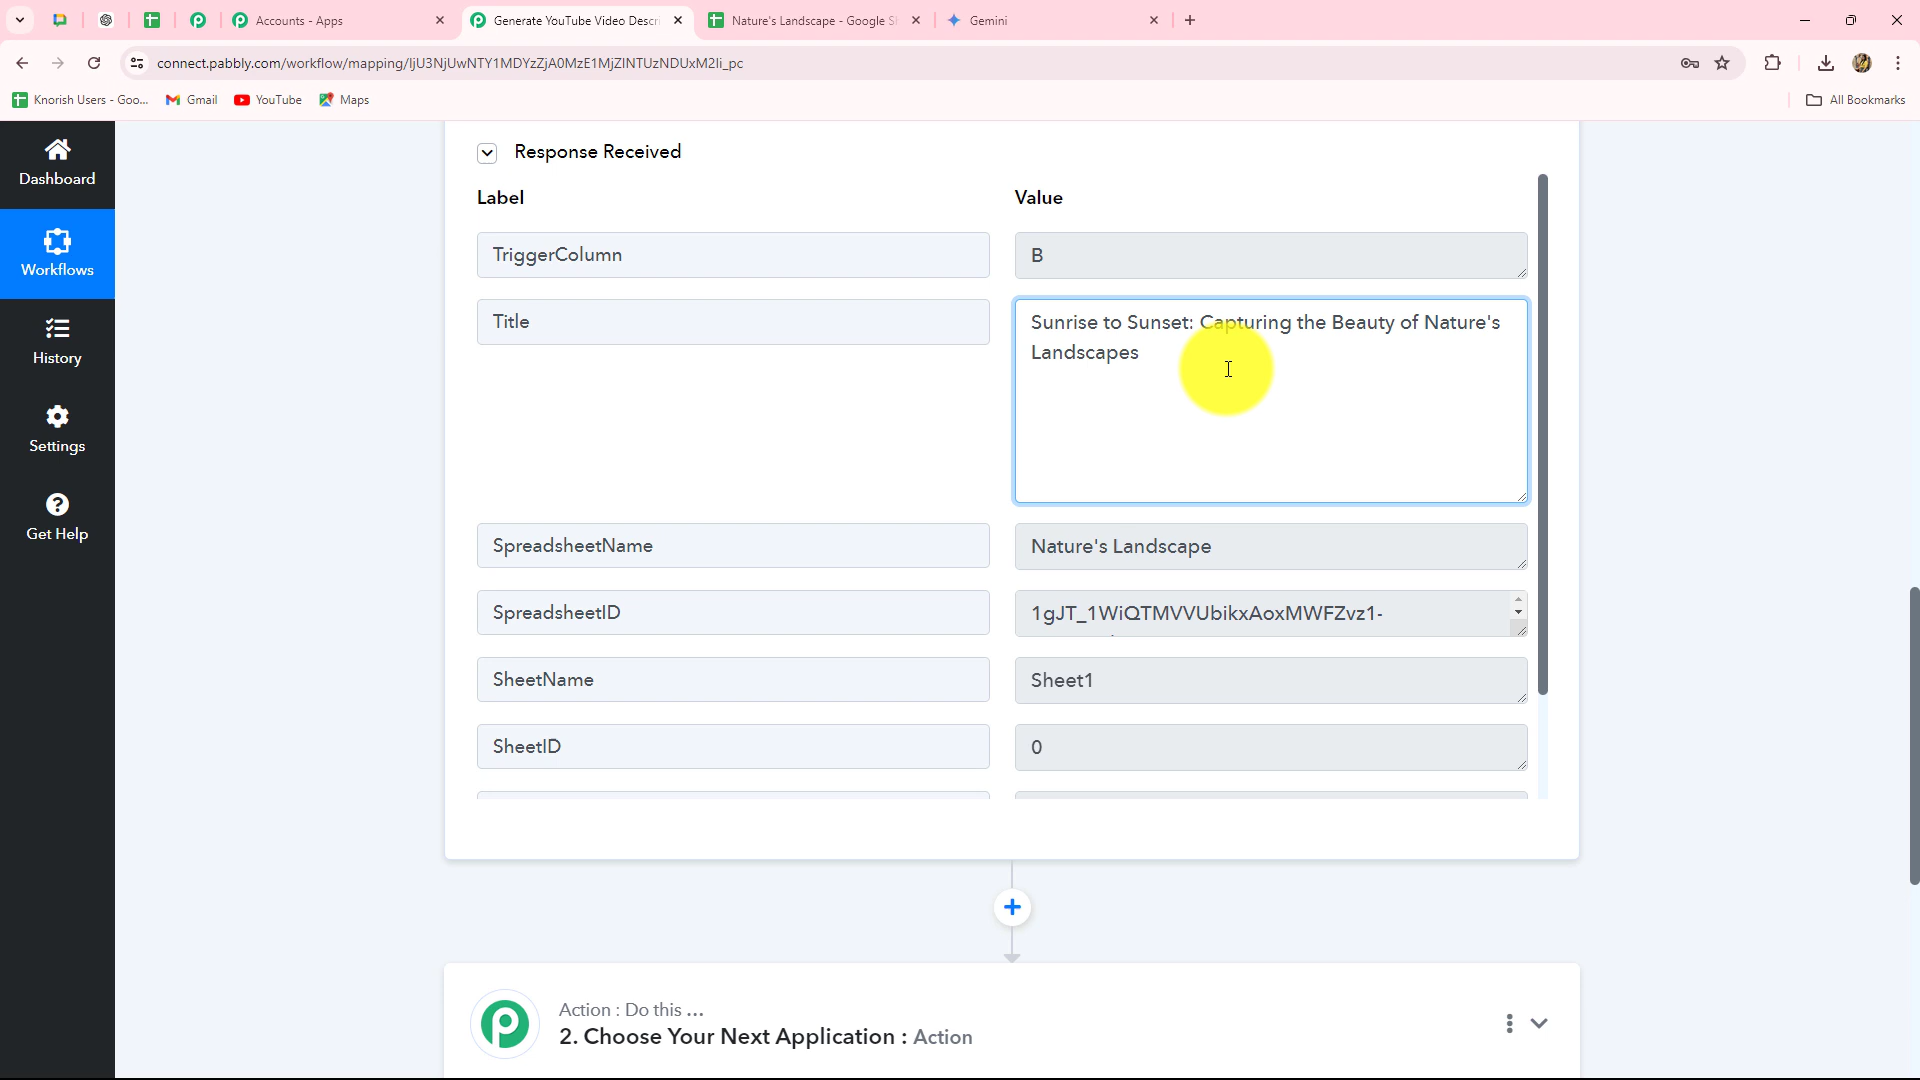 Accounts - Apps
Generate YouTube Video Descri
Nature's Landscape - Google S
Gemini
connect.pabbly.com/workflow/mapping/IjU3NjUwNTY1MDYzZjA0MzE1MjZlNTUzNDUxM2Ii_pc
Knorish Users - Goo...
Gmail
YouTube
Maps
All Bookmarks
Dashboard
Workflows
History
Settings
Get Help
Response Received
Label
Value
TriggerColumn
B
Title
Sunrise to Sunset: Capturing the Beauty of Nature's
Landscapes
SpreadsheetName
Nature's Landscape
SpreadsheetID
1gJT_1WiQTMVVUbikxAoxMWFZvz1-
SheetName
Sheet1
SheetID
0
Action : Do this ...
2. Choose Your Next Application : Action